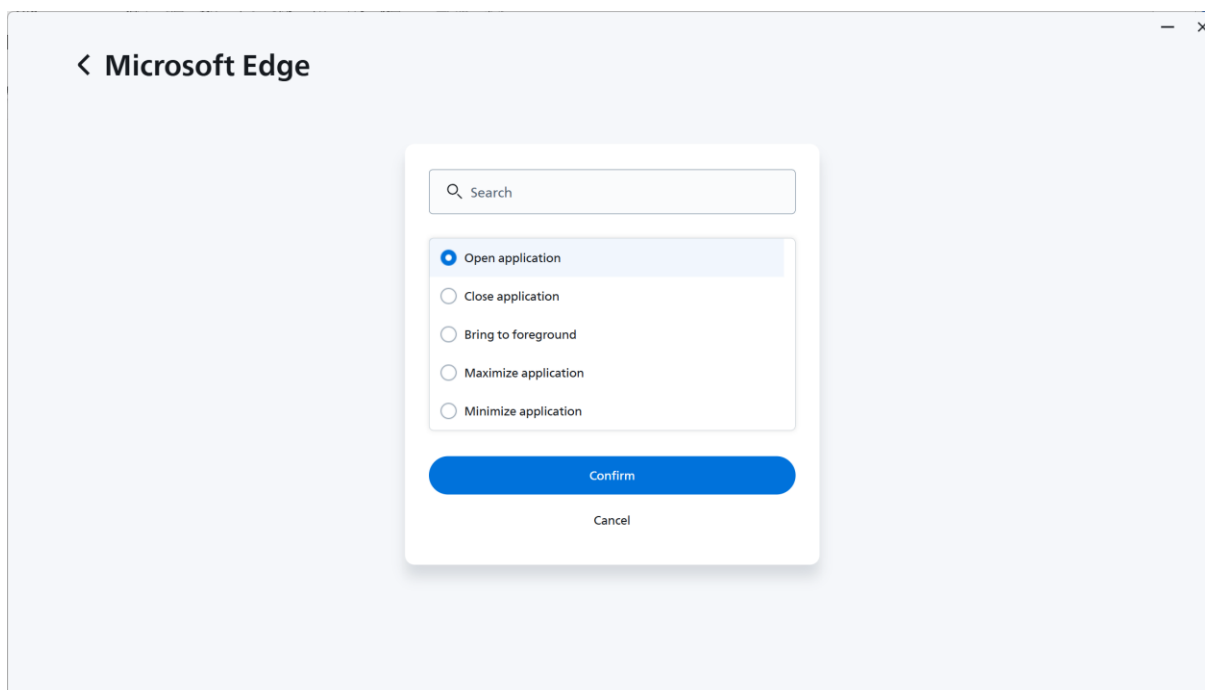 Microsoft Edge
Search
Open application
Close application
Bring to foreground
Maximize application
Minimize application
Confirm
Cancel